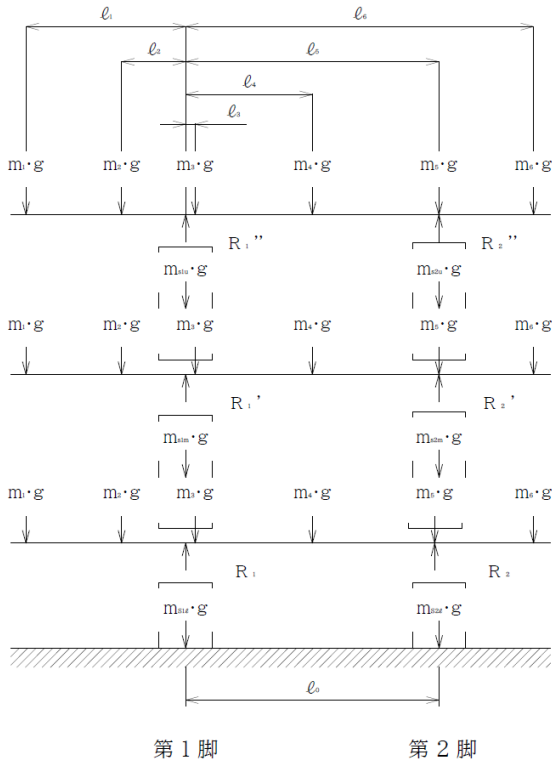 ℓ₁ ℓ₆
ℓ₂ ℓ₅
ℓ₄
ℓ₃
m₁・g m₂・g m₃・g m₄・g m₅・g m₆・g
R₁’’ R₂’’
mₛ₁ᵤ・g mₛ₂ᵤ・g
m₁・g m₂・g m₃・g m₄・g m₅・g m₆・g
R₁’ R₂’
mₛ₁ₘ・g mₛ₂ₘ・g
m₁・g m₂・g m₃・g m₄・g m₅・g m₆・g
R₁ R₂
m_S1ℓ・g m_S2ℓ・g
ℓ₀
第1脚 第2脚